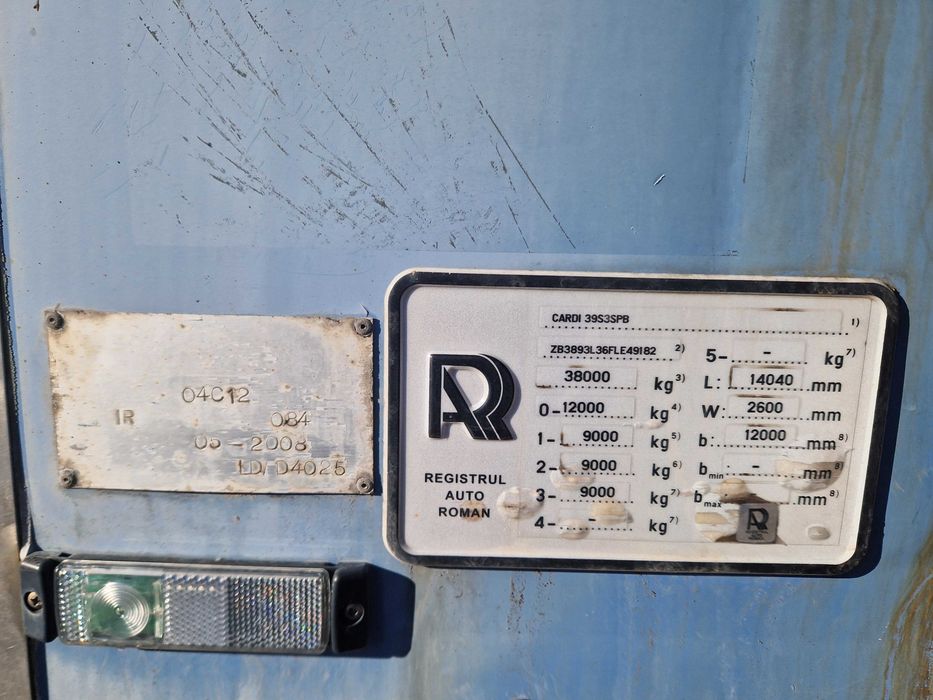 04C12
IR 084
05-2008
LD/D4025
REGISTRUL
AUTO
ROMAN
CARDI 39S3SPB 1)
ZB3893L36FLE49182 2)
38000 kg 3)
0-12000 kg 4)
1- 9000 kg 5)
2- 9000 kg 6)
3- 9000 kg 7)
4- - kg 7)
5- - kg 7)
L: 14040 mm
W: 2600 mm
b: 12000 mm 8)
b min - mm 8)
b max mm 8)